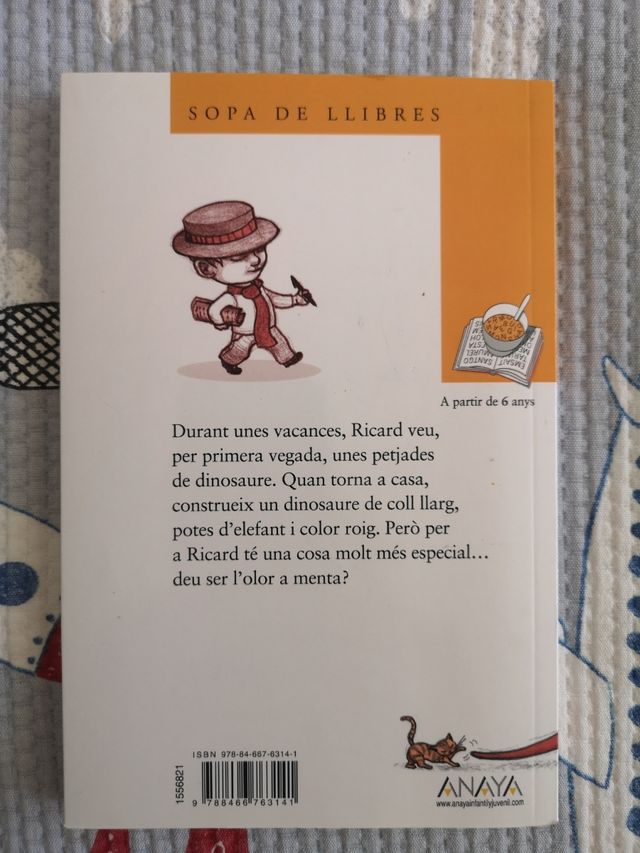 SOPA DE LLIBRES
A partir de 6 anys
Durant unes vacances, Ricard veu,
per primera vegada, unes petjades
de dinosaure. Quan torna a casa,
construeix un dinosaure de coll llarg,
potes d'elefant i color roig. Però per
a Ricard té una cosa molt més especial…
deu ser l'olor a menta?
ISBN 978-84-667-6314-1
1556821
9 788466 763141
ANAYA
www.anayainfantilyjuvenil.com